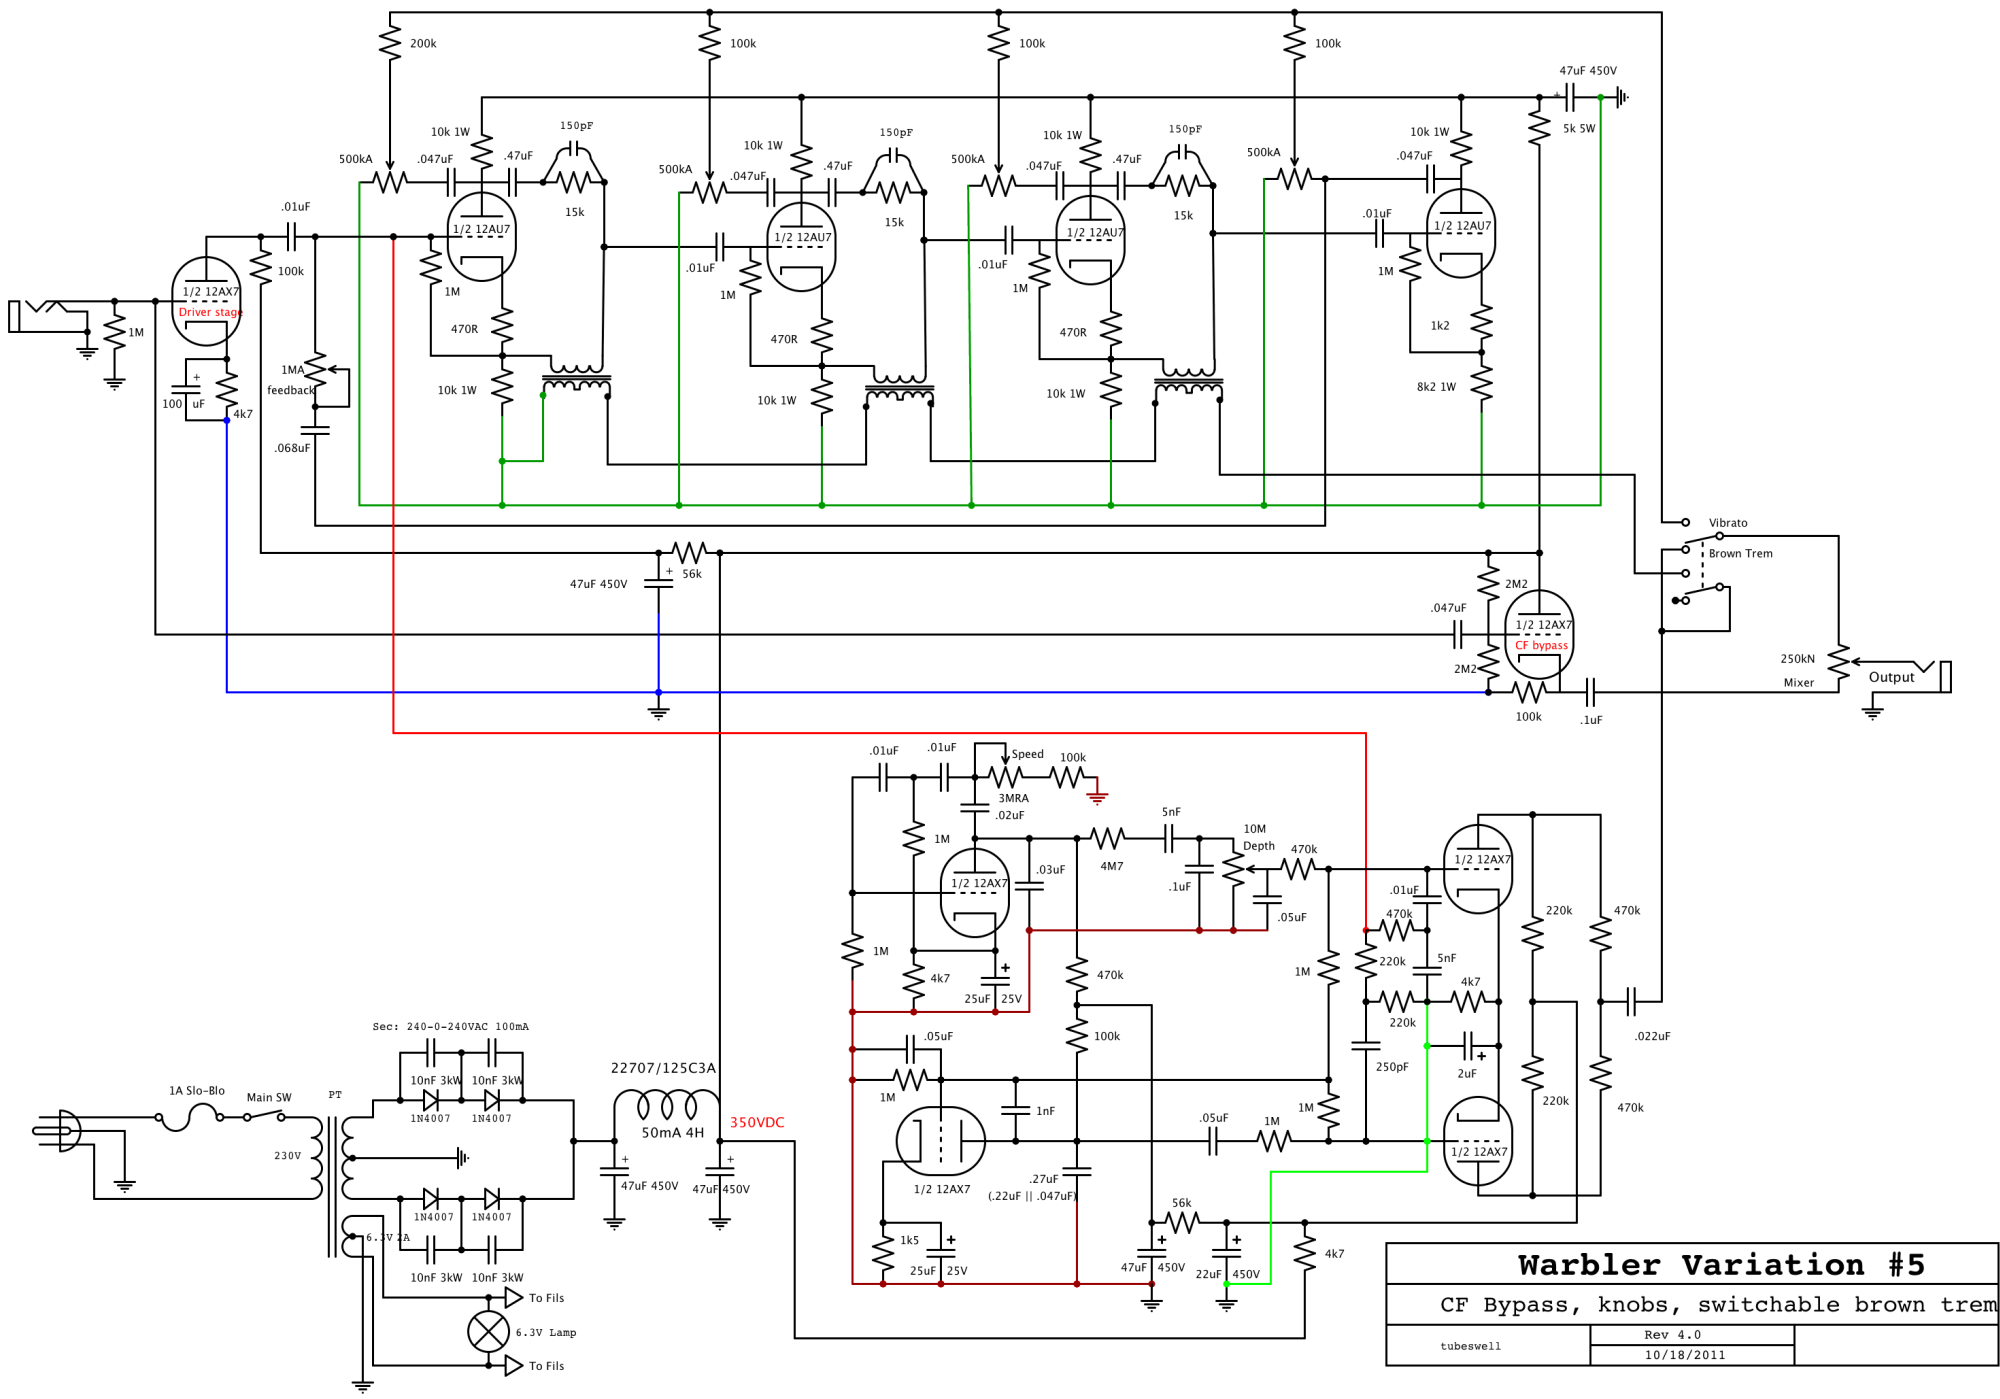 200k
100k
100k
100k
47uF 450V
+
5k 5W
10k 1W
150pF
500kA
.047uF
.47uF
15k
1/2 12AU7
10k 1W
150pF
500kA
.047uF
.47uF
15k
1/2 12AU7
10k 1W
150pF
500kA
.047uF
.47uF
15k
1/2 12AU7
10k 1W
500kA
.047uF
.01uF
1/2 12AU7
.01uF
100k
1/2 12AX7
Driver stage
1M
1M
.01uF
1M
.01uF
1M
1M
470R
470R
470R
1k2
1MA
feedback
+
100 uF
4k7
10k 1W
10k 1W
10k 1W
8k2 1W
.068uF
Vibrato
Brown Trem
56k
+
47uF 450V
2M2
.047uF
1/2 12AX7
CF bypass
2M2
100k
.1uF
250kN
Mixer
Output
.01uF
.01uF
Speed
100k
3MRA
.02uF
1M
5nF
10M
Depth
4M7
470k
.03uF
.1uF
.05uF
1/2 12AX7
1/2 12AX7
.01uF
470k
220k
470k
1M
4k7
+
25uF 25V
470k
1M
220k
5nF
4k7
220k
.05uF
100k
250pF
+
2uF
.022uF
1M
1nF
1M
220k
470k
.05uF
1M
1/2 12AX7
1/2 12AX7
.27uF
(.22uF || .047uF)
56k
1k5
+
25uF 25V
+
47uF 450V
+
22uF 450V
4k7
Sec: 240-0-240VAC 100mA
10nF 3kW
10nF 3kW
1N4007
1N4007
1A Slo-Blo
Main SW
PT
230V
22707/125C3A
50mA 4H
350VDC
+
47uF 450V
+
47uF 450V
1N4007
1N4007
6.3V 2A
10nF 3kW
10nF 3kW
To Fils
6.3V Lamp
To Fils
Warbler Variation #5
CF Bypass, knobs, switchable brown trem
tubeswell
Rev 4.0
10/18/2011